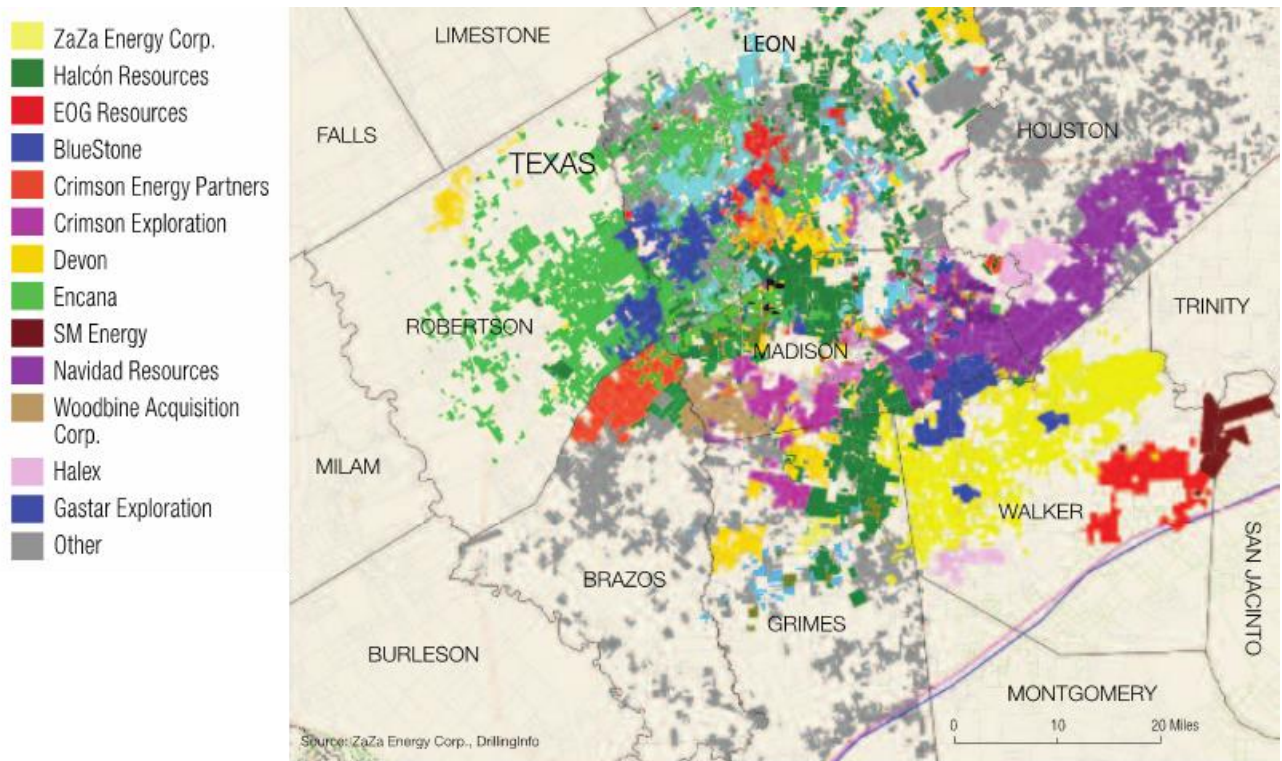 ZaZa Energy Corp.
Halcón Resources
EOG Resources
BlueStone
Crimson Energy Partners
Crimson Exploration
Devon
Encana
SM Energy
Navidad Resources
Woodbine Acquisition
Corp.
Halex
Gastar Exploration
Other
LIMESTONE
LEON
FALLS
HOUSTON
TEXAS
TRINITY
ROBERTSON
MADISON
MILAM
WALKER
SAN JACINTO
BRAZOS
GRIMES
BURLESON
MONTGOMERY
0 10 20 Miles
Source: ZaZa Energy Corp., DrillingInfo